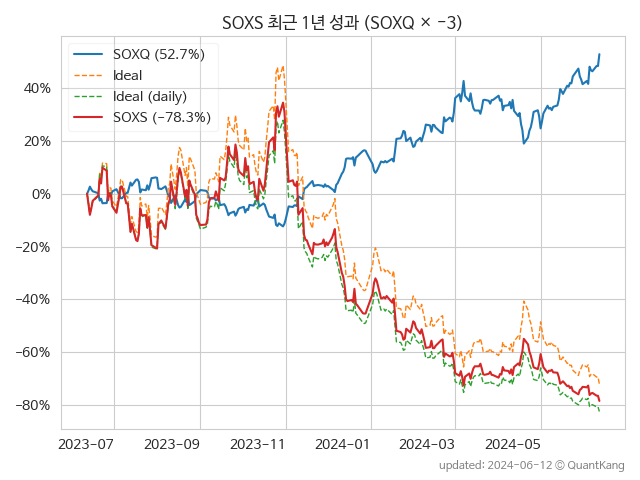 SOXS 최근 1년 성과 (SOXQ × −3)
SOXQ (52.7%)
Ideal
Ideal (daily)
SOXS (−78.3%)
40%
20%
0%
−20%
−40%
−60%
−80%
2023-07 2023-09 2023-11 2024-01 2024-03 2024-05
updated: 2024-06-12 © QuantKang